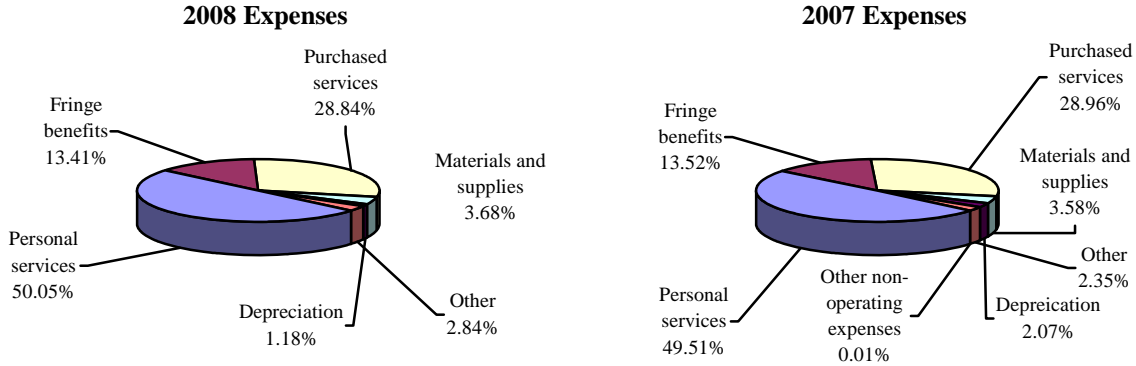 2008 Expenses
Purchased
services
28.84%
Fringe
benefits
13.41%
Materials and
supplies
3.68%
Personal
services
50.05%
Depreciation
1.18%
Other
2.84%
2007 Expenses
Purchased
services
28.96%
Fringe
benefits
13.52%
Materials and
supplies
3.58%
Other
2.35%
Personal
services
49.51%
Other non-
operating
expenses
0.01%
Depreication
2.07%